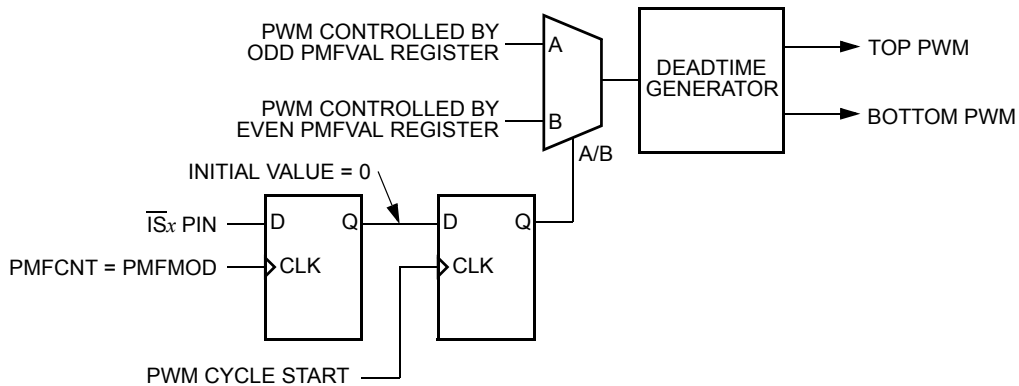 PWM CONTROLLED BY
ODD PMFVAL REGISTER
A
DEADTIME
GENERATOR
TOP PWM
PWM CONTROLLED BY
EVEN PMFVAL REGISTER
B
BOTTOM PWM
A/B
INITIAL VALUE = 0
ISx PIN
D
Q
D
Q
PMFCNT = PMFMOD
CLK
CLK
PWM CYCLE START